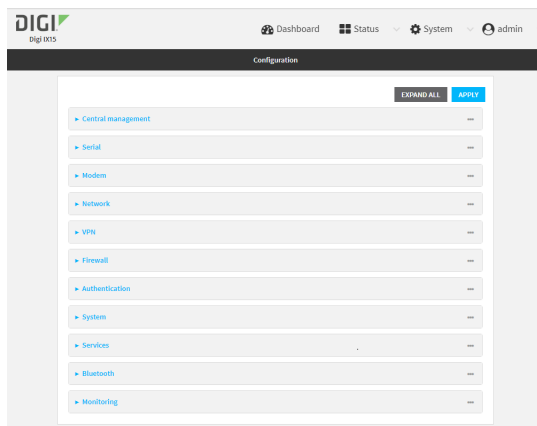 DIGI
Digi IX15
Dashboard
Status
System
admin
Configuration
EXPAND ALL
APPLY
Central management
Serial
Modem
Network
VPN
Firewall
Authentication
System
Services
Bluetooth
Monitoring